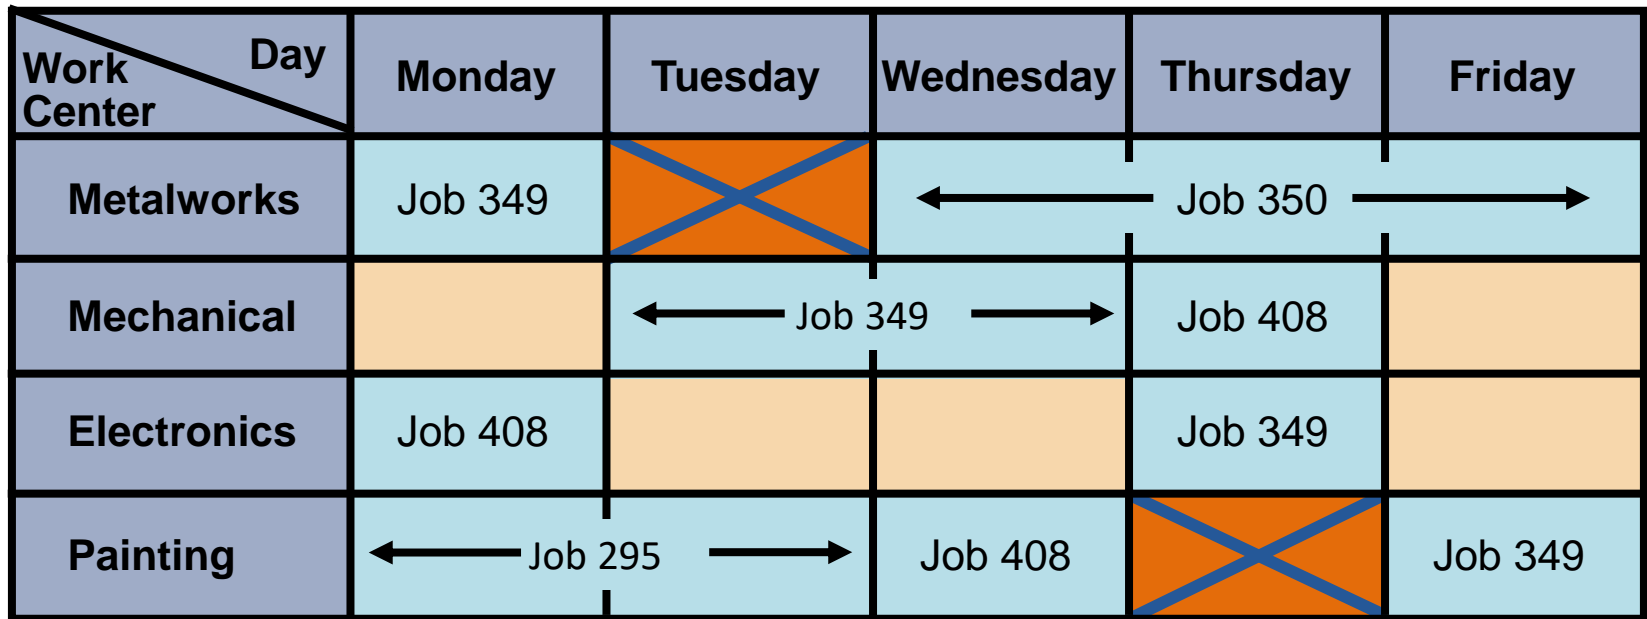 Day
Work
Center
Monday
Tuesday
Wednesday
Thursday
Friday
Metalworks
Job 349
Job 350
Mechanical
Job 349
Job 408
Electronics
Job 408
Job 349
Painting
Job 295
Job 408
Job 349